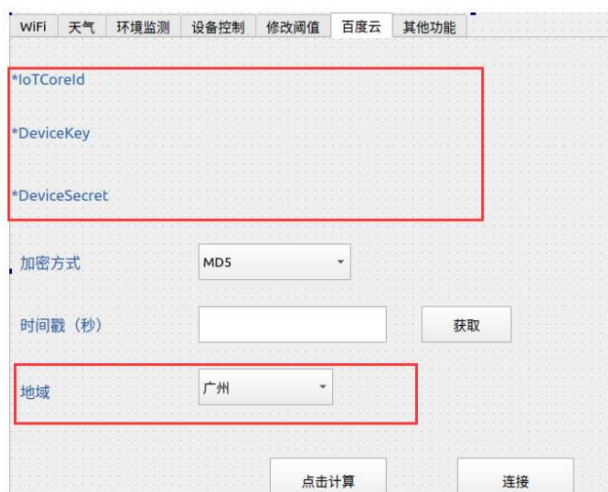 WiFi 天气 环境监测 设备控制 修改阈值 百度云 其他功能
*IoTCoreId
*DeviceKey
*DeviceSecret
加密方式 MD5
时间戳（秒） 获取
地域 广州
点击计算 连接